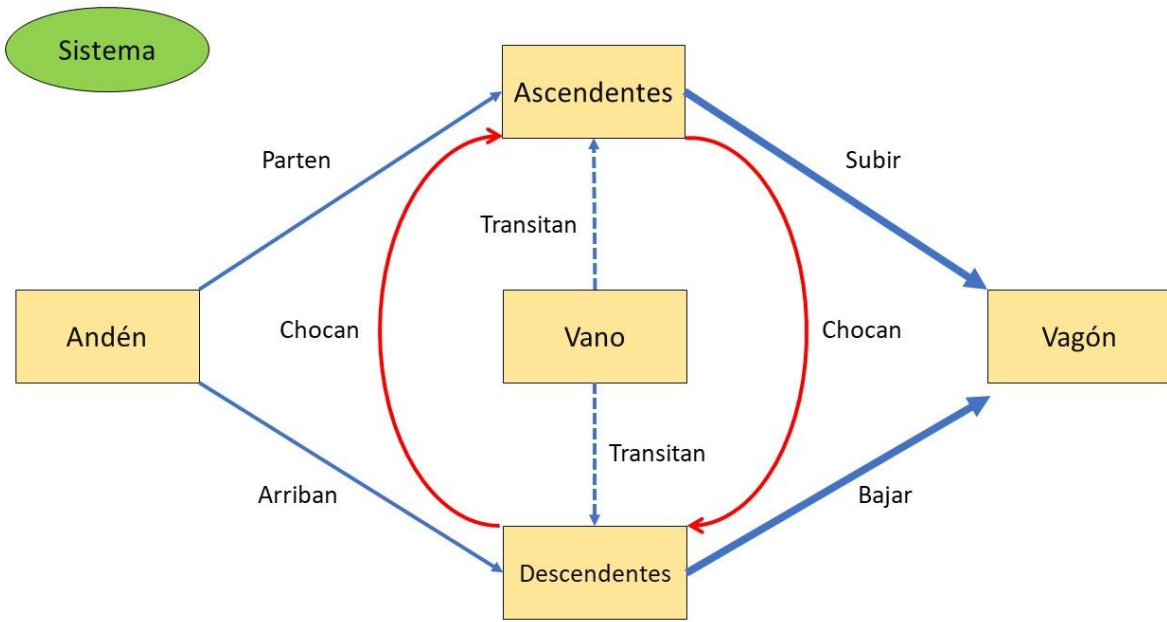 Sistema
Ascendentes
Parten
Subir
Transitan
Andén
Chocan
Vano
Chocan
Vagón
Transitan
Arriban
Bajar
Descendentes